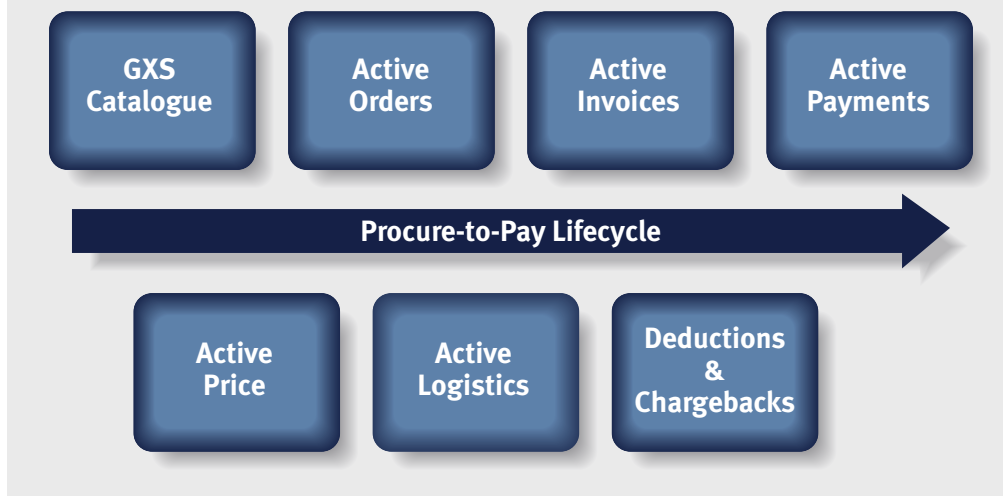 GXS
Catalogue
Active
Orders
Active
Invoices
Active
Payments
Procure-to-Pay Lifecycle
Active
Price
Active
Logistics
Deductions
&
Chargebacks